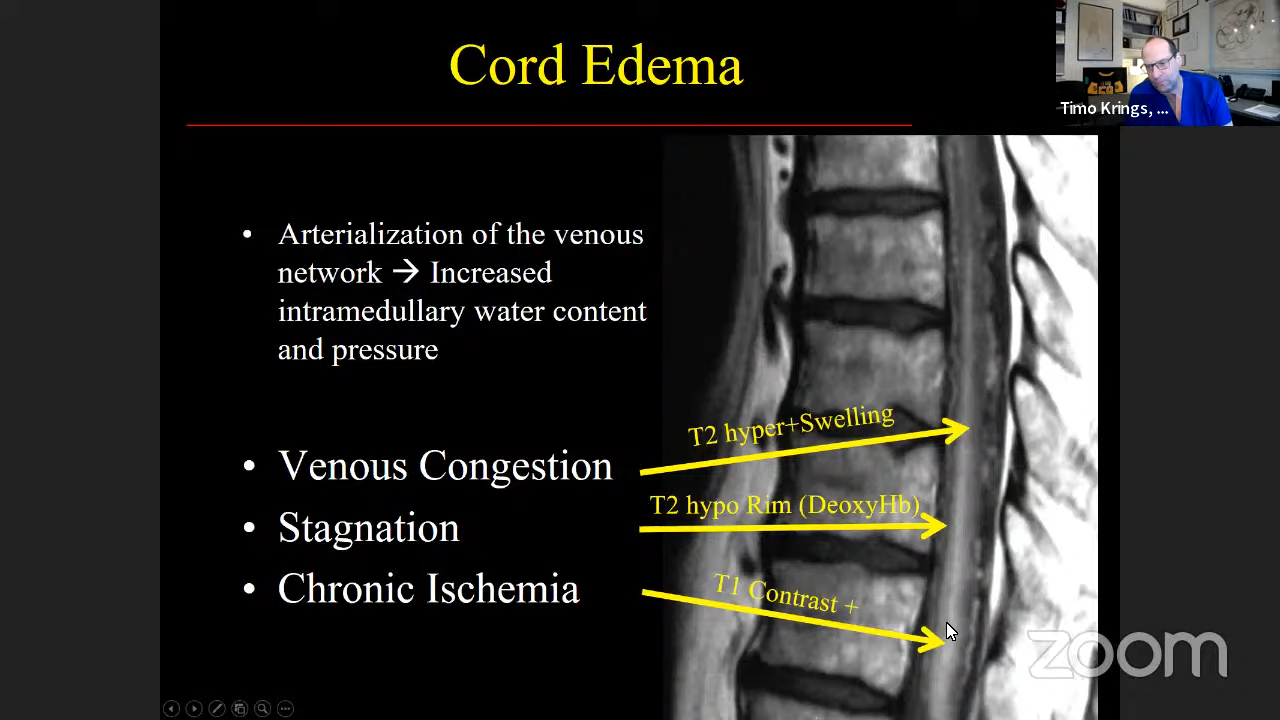 Cord Edema
Timo Krings, ...
• Arterialization of the venous
network → Increased
intramedullary water content
and pressure
T2 hyper+Swelling
• Venous Congestion
T2 hypo Rim (DeoxyHb)
• Stagnation
T1 Contrast +
• Chronic Ischemia
zoom